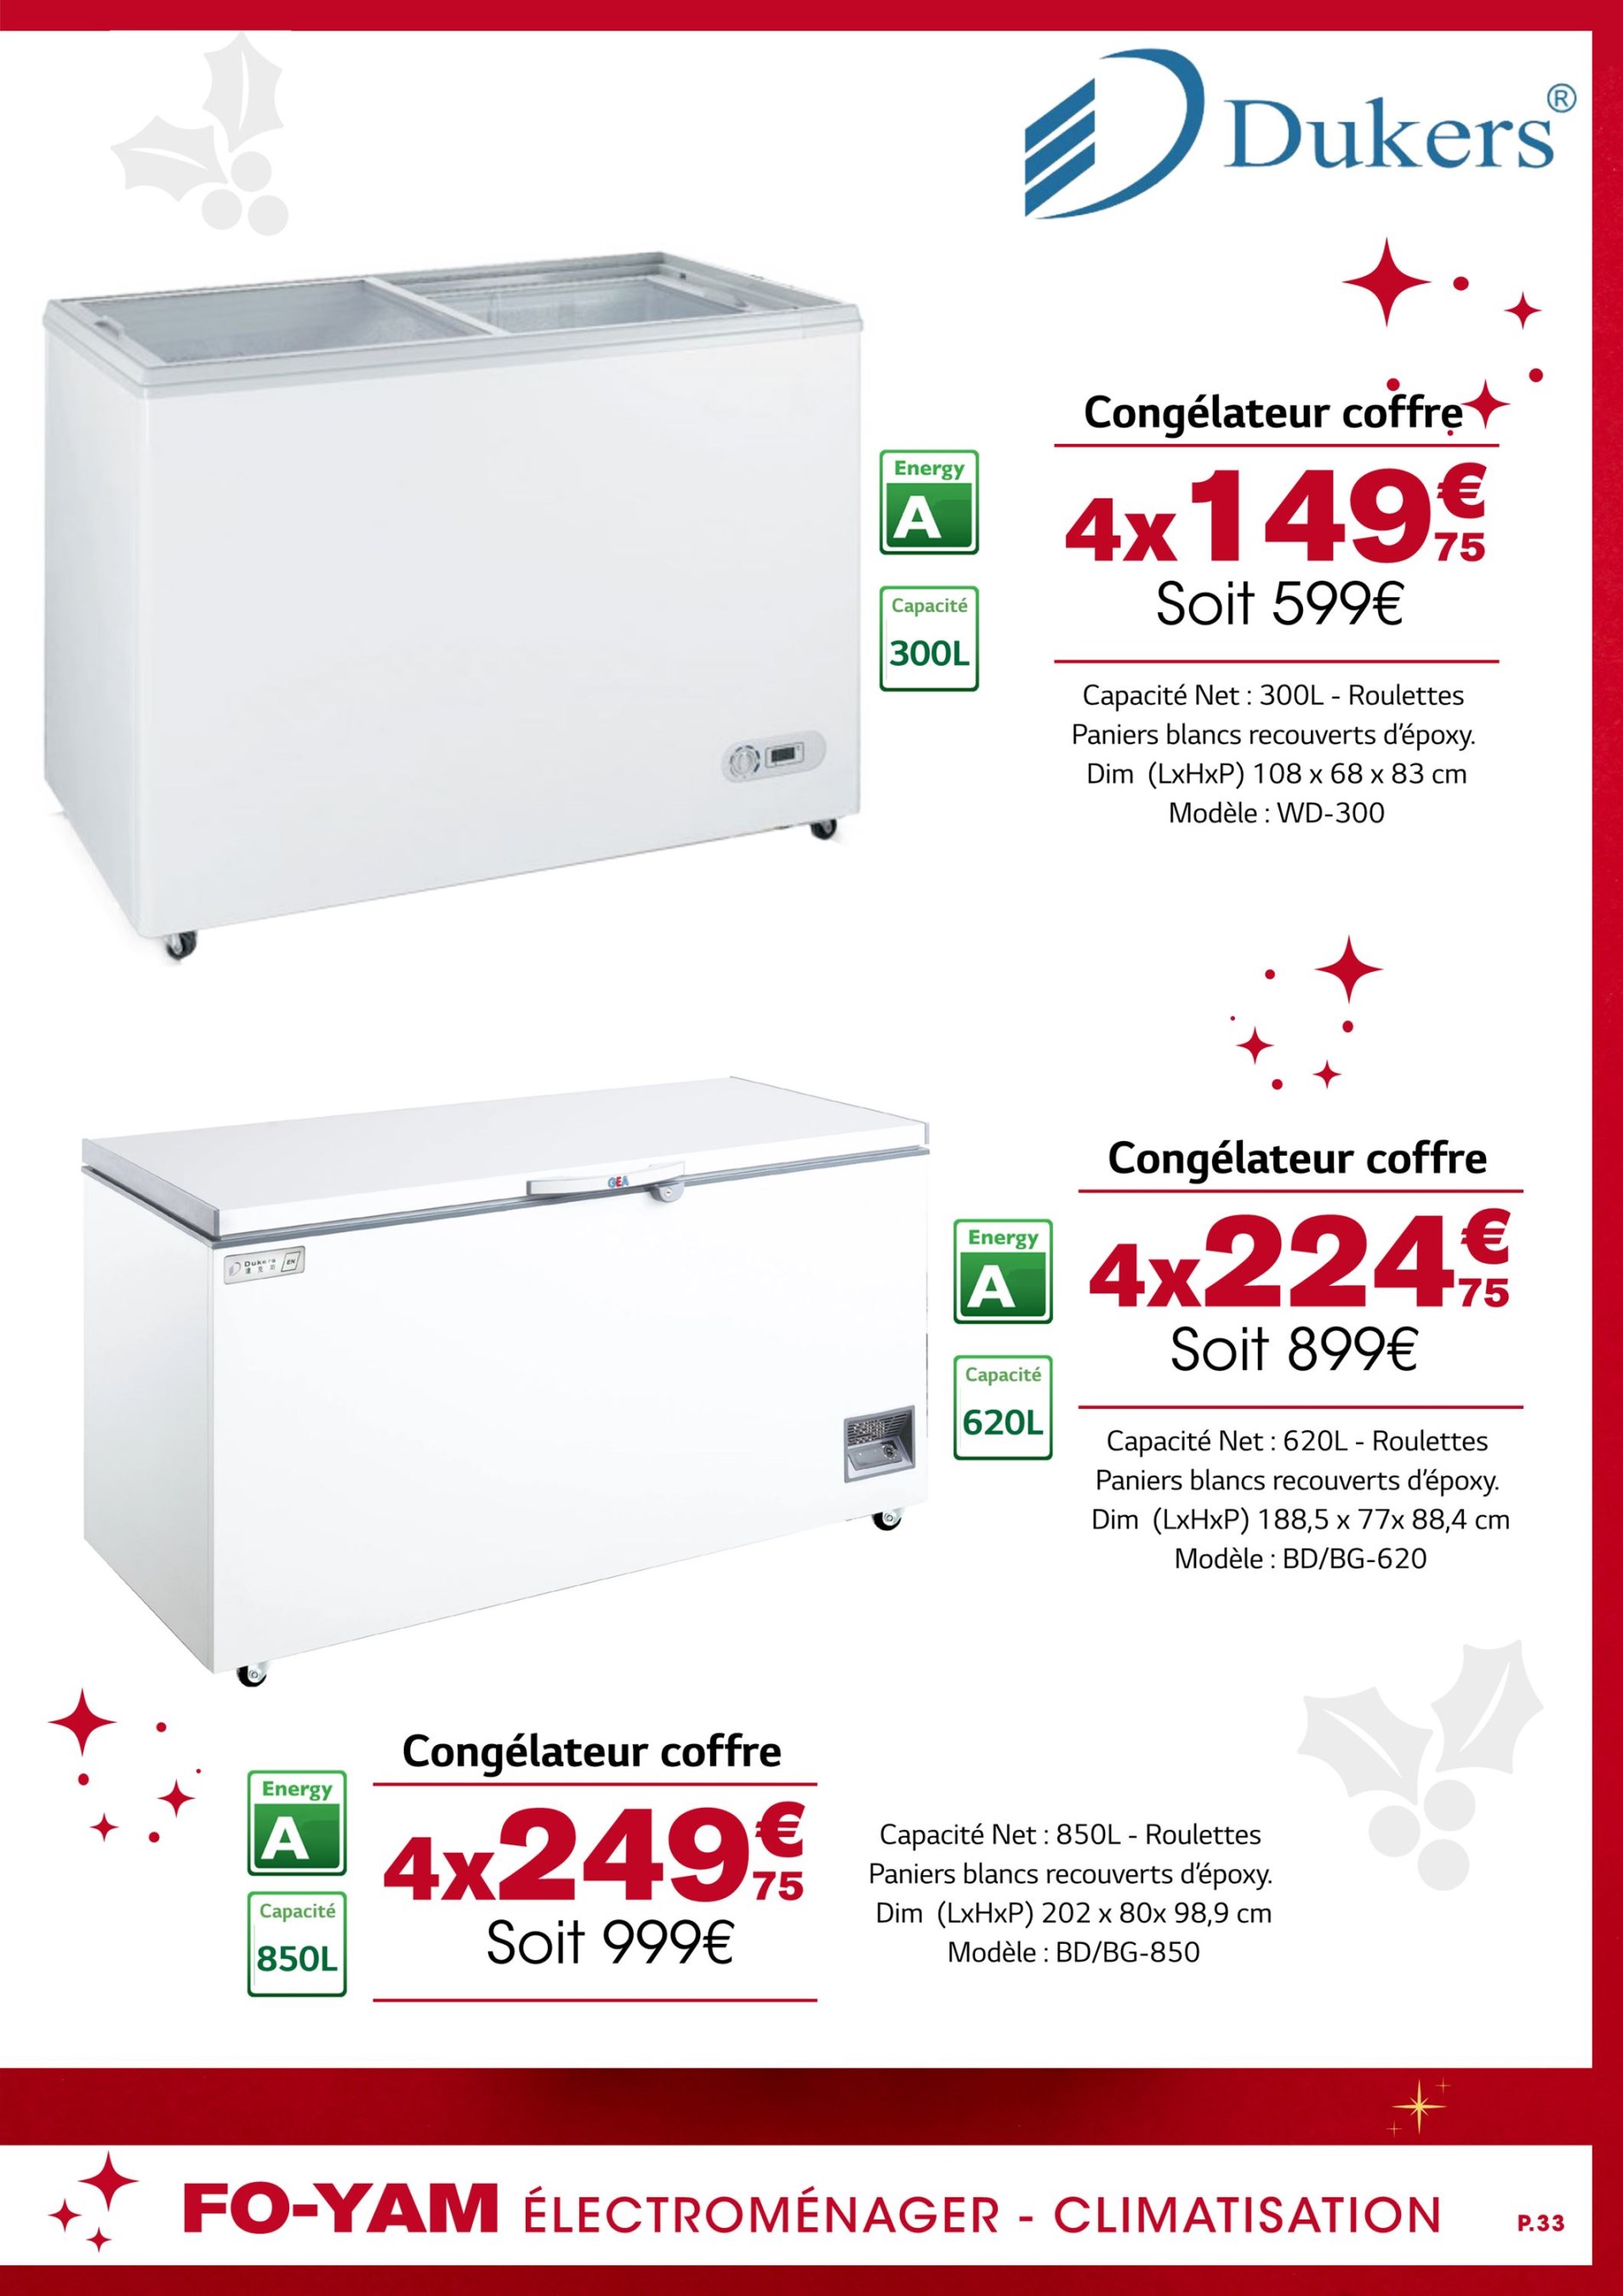 Dukers®
Congélateur coffre
Energy
A
4x149€75
Soit 599€
Capacité
300L
Capacité Net : 300L - Roulettes
Paniers blancs recouverts d'époxy.
Dim (LxHxP) 108 x 68 x 83 cm
Modèle : WD-300
Congélateur coffre
GEA
Dukers
EN
Energy
A
4x224€75
Soit 899€
Capacité
620L
Capacité Net : 620L - Roulettes
Paniers blancs recouverts d'époxy.
Dim (LxHxP) 188,5 x 77x 88,4 cm
Modèle : BD/BG-620
Congélateur coffre
Energy
A
4x249€75
Soit 999€
Capacité
850L
Capacité Net : 850L - Roulettes
Paniers blancs recouverts d'époxy.
Dim (LxHxP) 202 x 80x 98,9 cm
Modèle : BD/BG-850
FO-YAM ÉLECTROMÉNAGER - CLIMATISATION
P.33